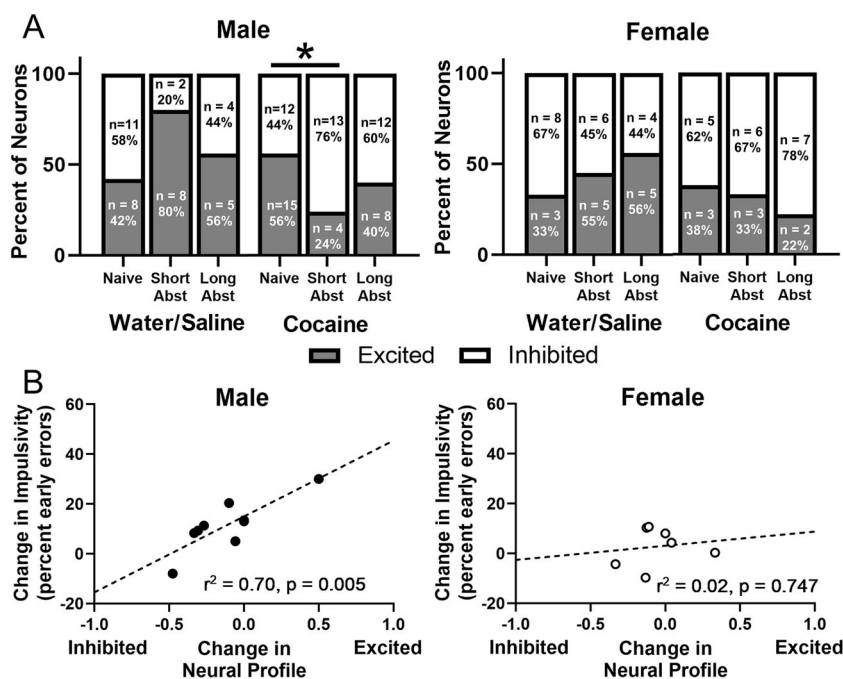 A
Male
Female
*
Percent of Neurons
100
50
0
n=11
58%
n = 8
42%
n = 2
20%
n = 8
80%
n = 4
44%
n = 5
56%
n=12
44%
n=15
56%
n=13
76%
n = 4
24%
n=12
60%
n = 8
40%
Naive
Short
Abst
Long
Abst
Naive
Short
Abst
Long
Abst
Water/Saline
Cocaine
Percent of Neurons
100
50
0
n = 8
67%
n = 3
33%
n = 6
45%
n = 5
55%
n = 4
44%
n = 5
56%
n = 5
62%
n = 3
38%
n = 6
67%
n = 3
33%
n = 7
78%
n = 2
22%
Naive
Short
Abst
Long
Abst
Naive
Short
Abst
Long
Abst
Water/Saline
Cocaine
Excited
Inhibited
B
Male
Change in Impulsivity
(percent early errors)
60
40
20
0
-20
r² = 0.70, p = 0.005
-1.0
-0.5
0.0
0.5
1.0
Inhibited
Change in
Neural Profile
Excited
Female
Change in Impulsivity
(percent early errors)
60
40
20
0
-20
r² = 0.02, p = 0.747
-1.0
-0.5
0.0
0.5
1.0
Inhibited
Change in
Neural Profile
Excited